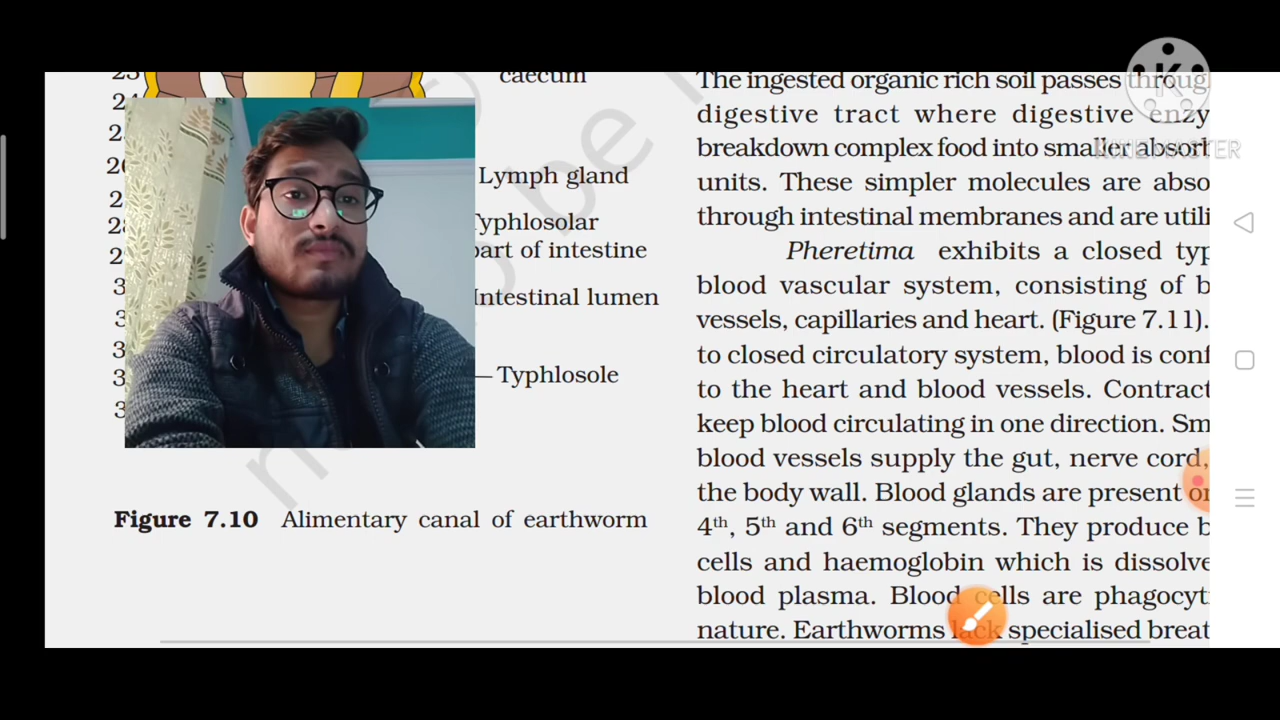 caecum
Lymph gland
Typhlosolar
part of intestine
Intestinal lumen
Typhlosole
Figure 7.10 Alimentary canal of earthworm
The ingested organic rich soil passes
digestive tract where digestive
breakdown complex food into smaller
units. These simpler molecules are
through intestinal membranes and are
Pheretima exhibits a closed
blood vascular system, consisting of
vessels, capillaries and heart. (Figure 7.11).
to closed circulatory system, blood is
to the heart and blood vessels.
keep blood circulating in one direction.
blood vessels supply the gut, nerve cord,
the body wall. Blood glands are present
4th, 5th and 6th segments. They produce
cells and haemoglobin which is
blood plasma. Blood cells are
nature. Earthworms lack specialised
KINEMASTER